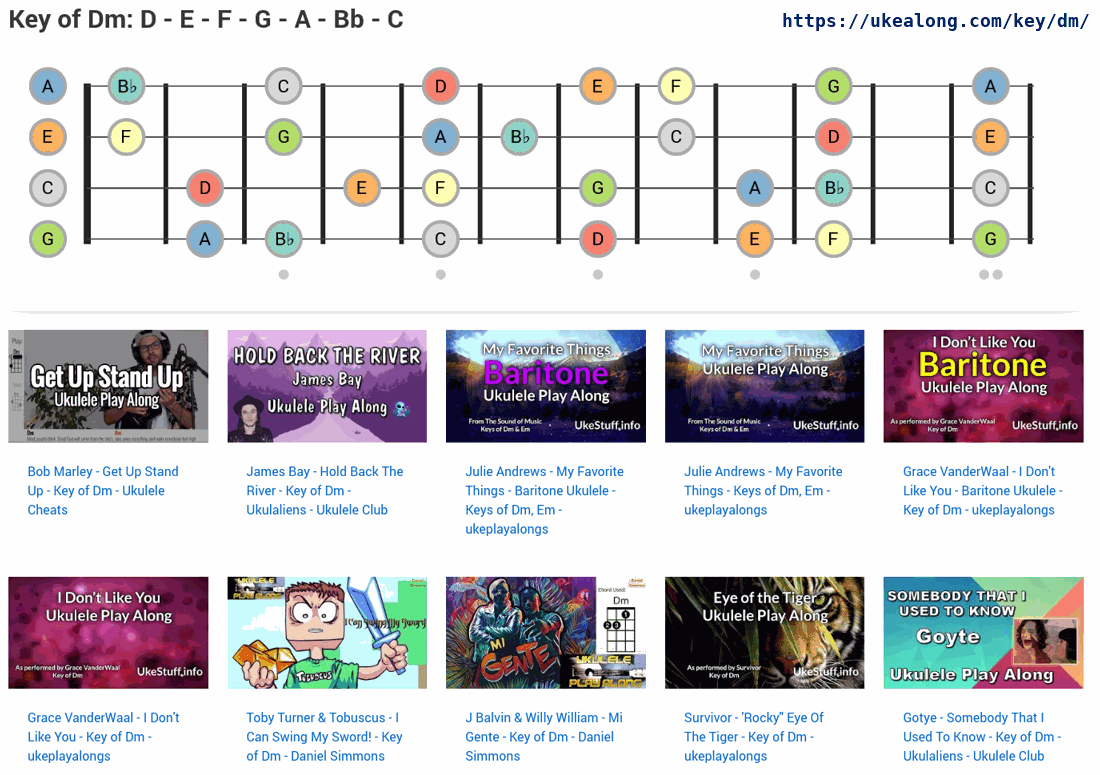 Key of Dm: D - E - F - G - A - Bb - C
https://ukealong.com/key/dm/
A B♭ C D E F G A
E F G A B♭ C D E
C D E F G A B♭ C
G A B♭ C D E F G
Play
Dm
Get Up Stand Up
Ukulele Play Along
HOLD BACK THE RIVER
James Bay
Ukulele Play Along
My Favorite Things
Baritone
Ukulele Play Along
From The Sound of Music
Keys of Dm & Em
UkeStuff.info
My Favorite Things
Ukulele Play Along
From The Sound of Music
Keys of Dm & Em
UkeStuff.info
I Don't Like You
Baritone
Ukulele Play Along
As performed by Grace VanderWaal
Key of Dm
UkeStuff.info
Bob Marley - Get Up Stand
Up - Key of Dm - Ukulele
Cheats
James Bay - Hold Back The
River - Key of Dm -
Ukulaliens - Ukulele Club
Julie Andrews - My Favorite
Things - Baritone Ukulele -
Keys of Dm, Em -
ukeplayalongs
Julie Andrews - My Favorite
Things - Keys of Dm, Em -
ukeplayalongs
Grace VanderWaal - I Don't
Like You - Baritone Ukulele -
Key of Dm - ukeplayalongs
I Don't Like You
Ukulele Play Along
As performed by Grace VanderWaal
Key of Dm
UkeStuff.info
UKULELE
PLAY ALONG
I Can Swing My Sword
TOBUSCUS
Chord Used:
Dm
MI
GENTE
UKULELE
PLAY ALONG
Eye of the Tiger
Ukulele Play Along
As performed by Survivor
Key of Dm
UkeStuff.info
SOMEBODY THAT I
USED TO KNOW
Goyte
Ukulele Play Along
Grace VanderWaal - I Don't
Like You - Key of Dm -
ukeplayalongs
Toby Turner & Tobuscus - I
Can Swing My Sword! - Key
of Dm - Daniel Simmons
J Balvin & Willy William - Mi
Gente - Key of Dm - Daniel
Simmons
Survivor - 'Rocky" Eye Of
The Tiger - Key of Dm -
ukeplayalongs
Gotye - Somebody That I
Used To Know - Key of Dm -
Ukulaliens - Ukulele Club